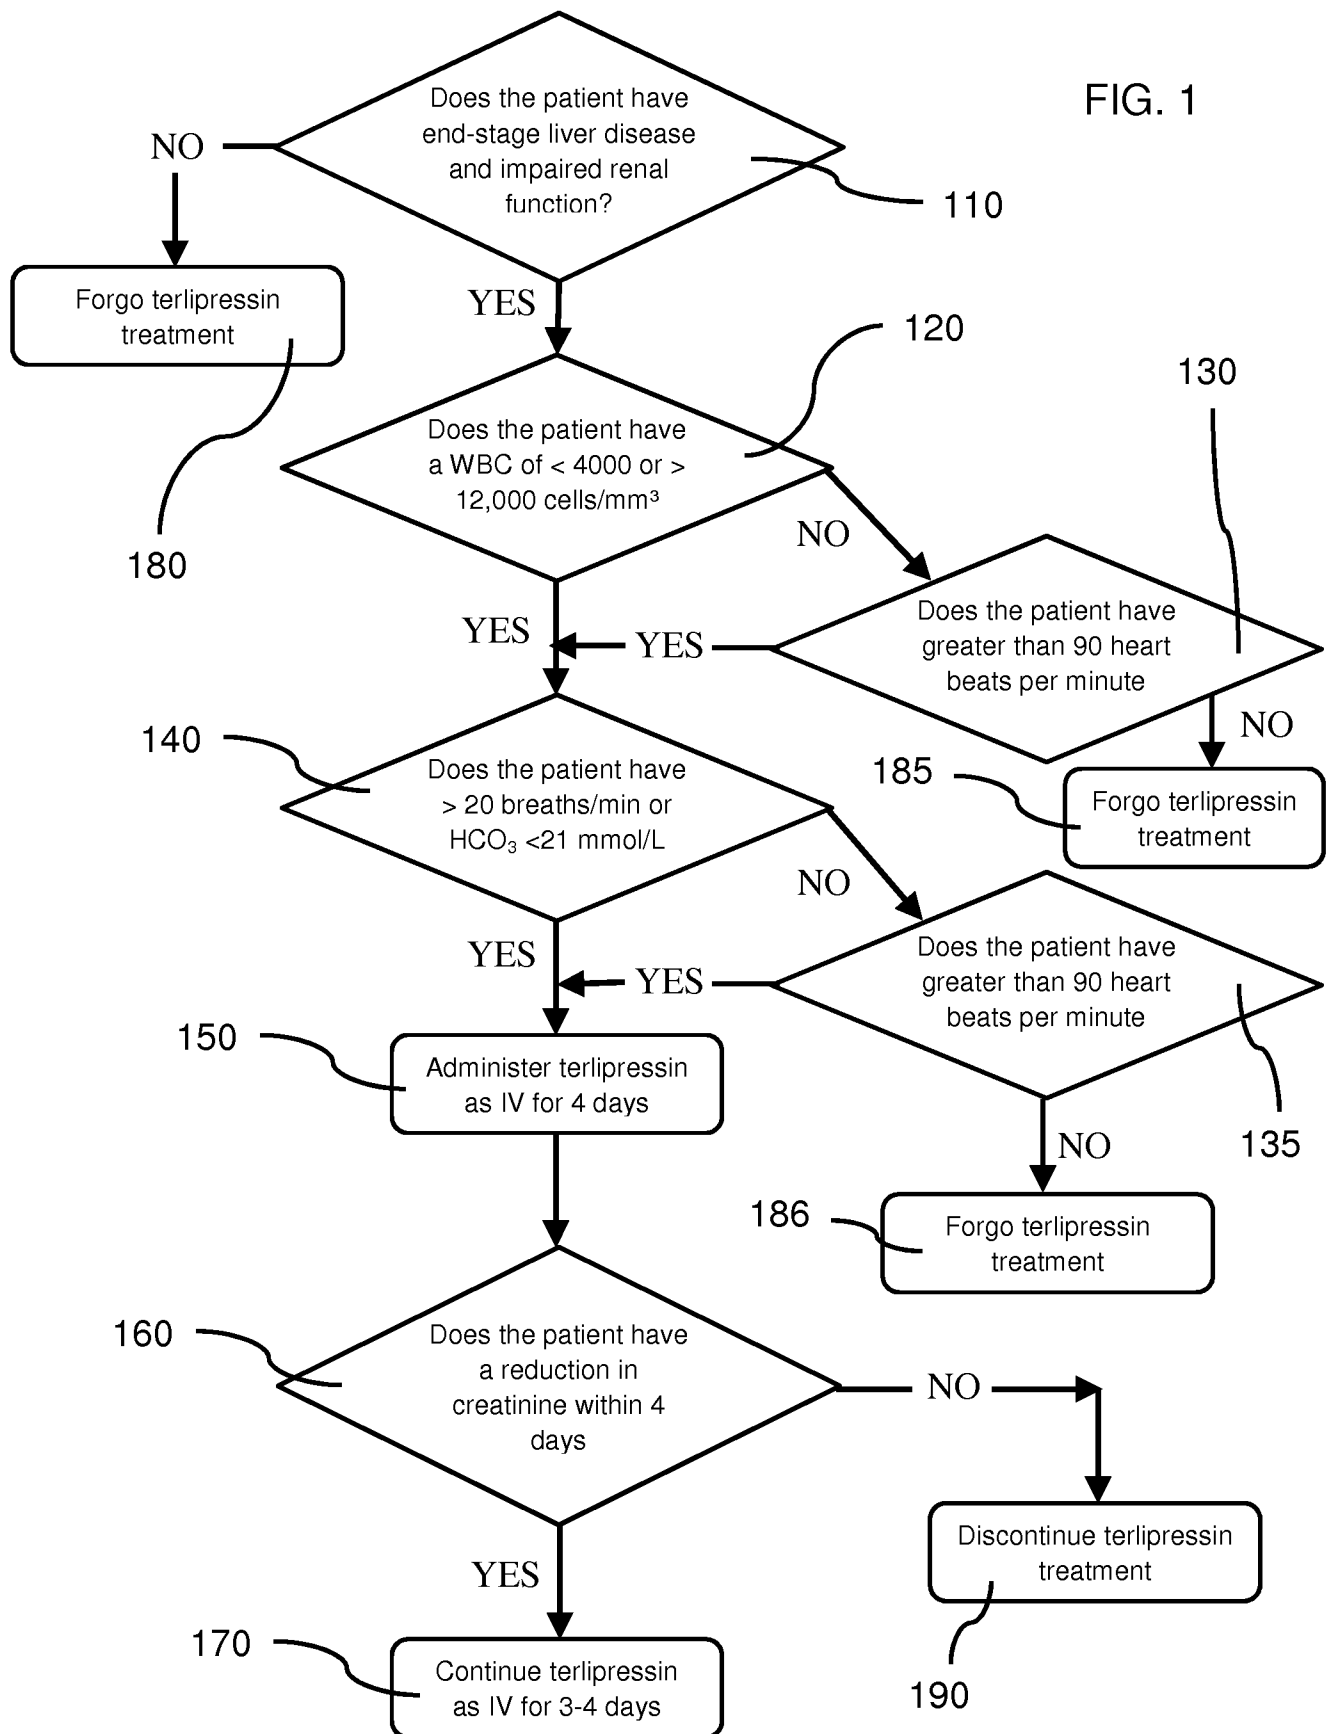 FIG. 1
Does the patient have
end-stage liver disease
and impaired renal
function?
110
NO
Forgo terlipressin
treatment
180
YES
120
Does the patient have
a WBC of < 4000 or >
12,000 cells/mm³
130
NO
Does the patient have
greater than 90 heart
beats per minute
YES
YES
NO
185
Forgo terlipressin
treatment
140
Does the patient have
> 20 breaths/min or
HCO₃ <21 mmol/L
NO
Does the patient have
greater than 90 heart
beats per minute
YES
YES
135
150
Administer terlipressin
as IV for 4 days
NO
186
Forgo terlipressin
treatment
160
Does the patient have
a reduction in
creatinine within 4
days
NO
Discontinue terlipressin
treatment
190
YES
170
Continue terlipressin
as IV for 3-4 days